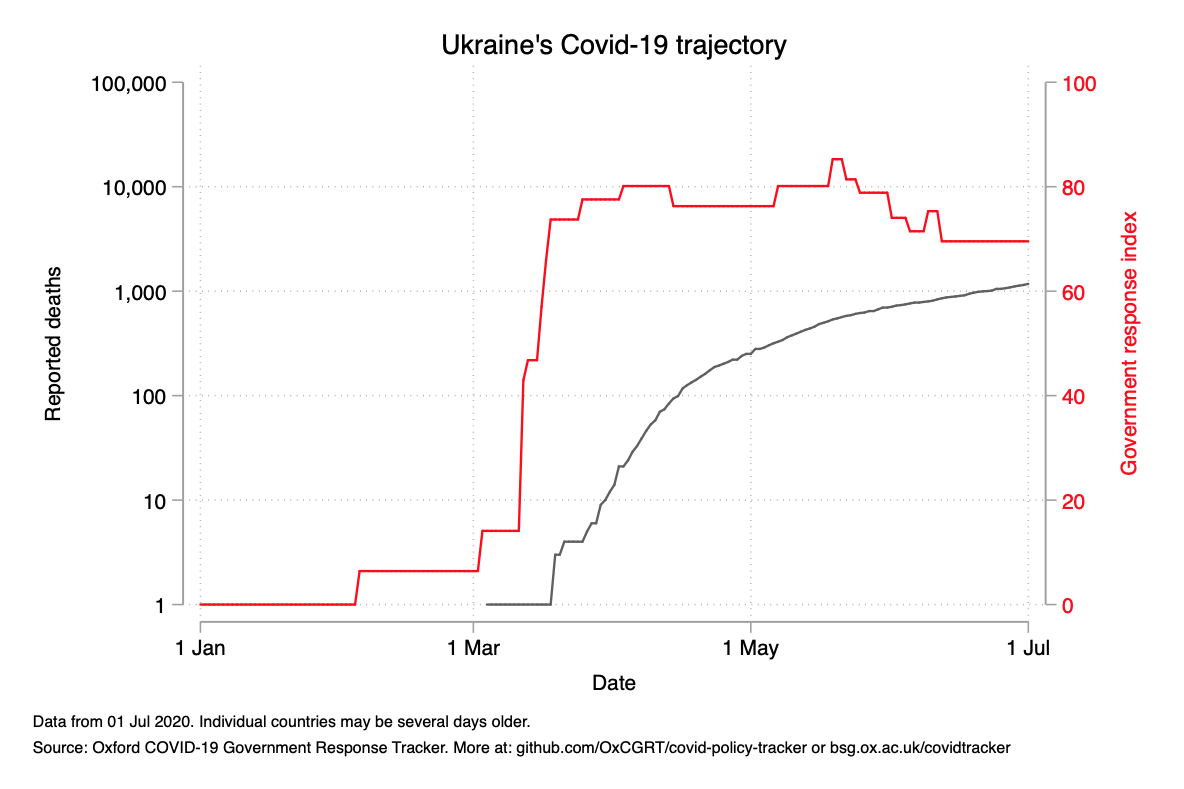 Ukraine's Covid-19 trajectory
100,000
10,000
1,000
100
10
1
Reported deaths
100
80
60
40
20
0
Government response index
1 Jan
1 Mar
1 May
1 Jul
Date
Data from 01 Jul 2020. Individual countries may be several days older.
Source: Oxford COVID-19 Government Response Tracker. More at: github.com/OxCGRT/covid-policy-tracker or bsg.ox.ac.uk/covidtracker